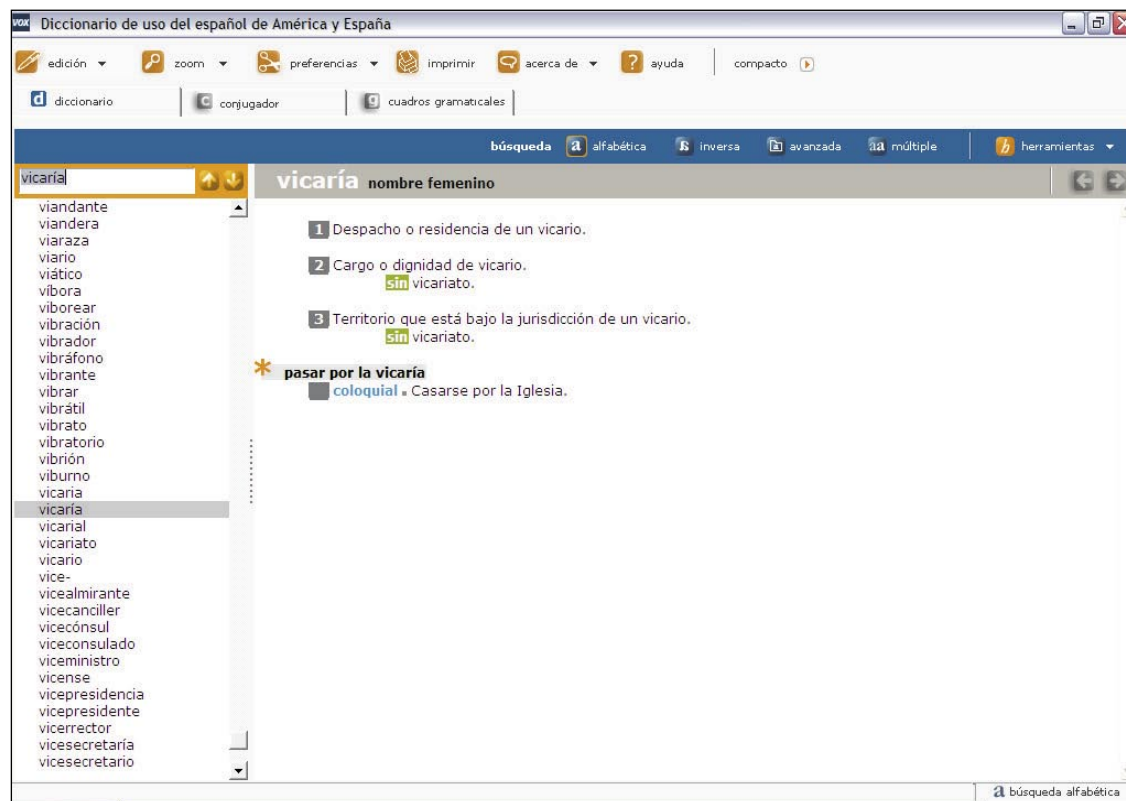 vox Diccionario de uso del español de América y España
edición zoom preferencias imprimir acerca de ayuda compacto
d diccionario c conjugador g cuadros gramaticales
búsqueda a alfabética inversa avanzada aa múltiple h herramientas
vicaría
vicaría nombre femenino
viandante
viandera
viaraza
viario
viático
víbora
viborear
vibración
vibrador
vibráfono
vibrante
vibrar
vibrátil
vibrato
vibratorio
vibrión
viburno
vicaria
vicaría
vicarial
vicariato
vicario
vice-
vicealmirante
vicecanciller
vicecónsul
viceconsulado
viceministro
vicense
vicepresidencia
vicepresidente
vicerrector
vicesecretaría
vicesecretario
1 Despacho o residencia de un vicario.
2 Cargo o dignidad de vicario.
sin vicariato.
3 Territorio que está bajo la jurisdicción de un vicario.
sin vicariato.
* pasar por la vicaría
coloquial Casarse por la Iglesia.
a búsqueda alfabética